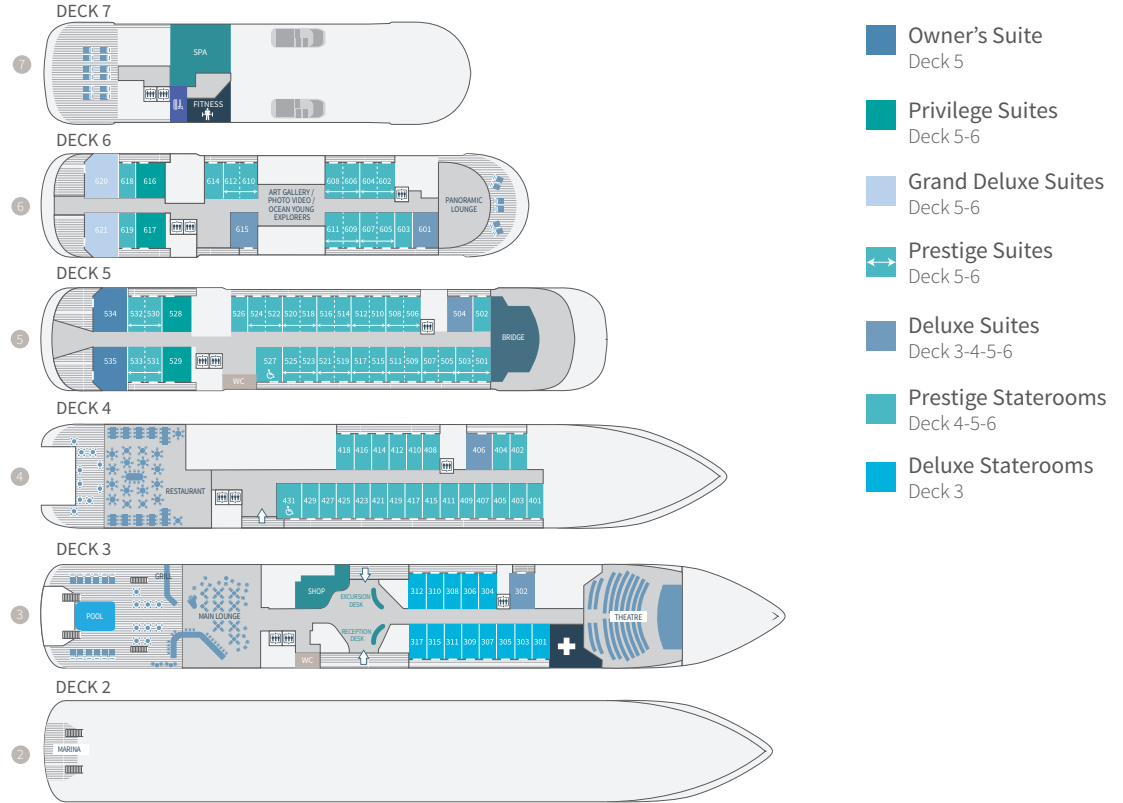 DECK 7
7
SPA
FITNESS
DECK 6
6
620 618 616 614 612 610 608 606 604 602
ART GALLERY /
PHOTO VIDEO /
OCEAN YOUNG
EXPLORERS
PANORAMIC
LOUNGE
621 619 617 615 611 609 607 605 603 601
DECK 5
5
534 532 530 528 526 524 522 520 518 516 514 512 510 508 506 504 502
BRIDGE
535 533 531 529 527 525 523 521 519 517 515 511 509 507 505 503 501
WC
DECK 4
4
418 416 414 412 410 408 406 404 402
RESTAURANT
431 429 427 425 423 421 419 417 415 411 409 407 405 403 401
DECK 3
3
GRILL
POOL
MAIN LOUNGE
SHOP
EXCURSION
DESK
RECEPTION
DESK
WC
312 310 308 306 304 302
317 315 311 309 307 305 303 301
THEATRE
DECK 2
2
MARINA
Owner's Suite
Deck 5
Privilege Suites
Deck 5-6
Grand Deluxe Suites
Deck 5-6
Prestige Suites
Deck 5-6
Deluxe Suites
Deck 3-4-5-6
Prestige Staterooms
Deck 4-5-6
Deluxe Staterooms
Deck 3